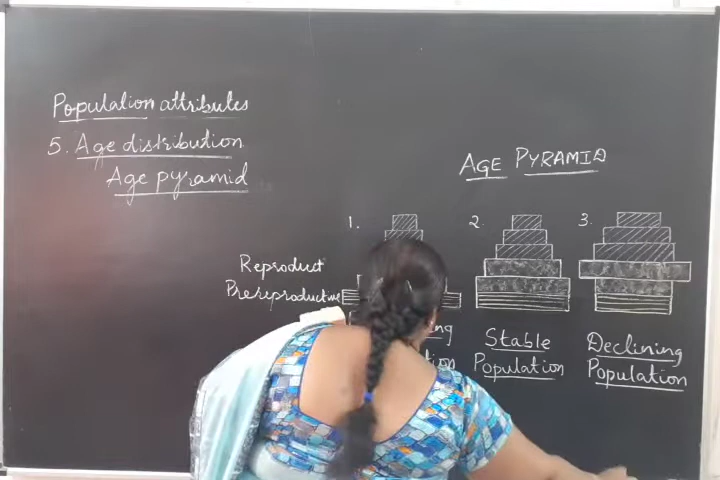 Population attributes
5. Age distribution
Age pyramid
AGE PYRAMID
1.
2.
3.
Reproduct
Prereproductive
Stable
Population
Declining
Population